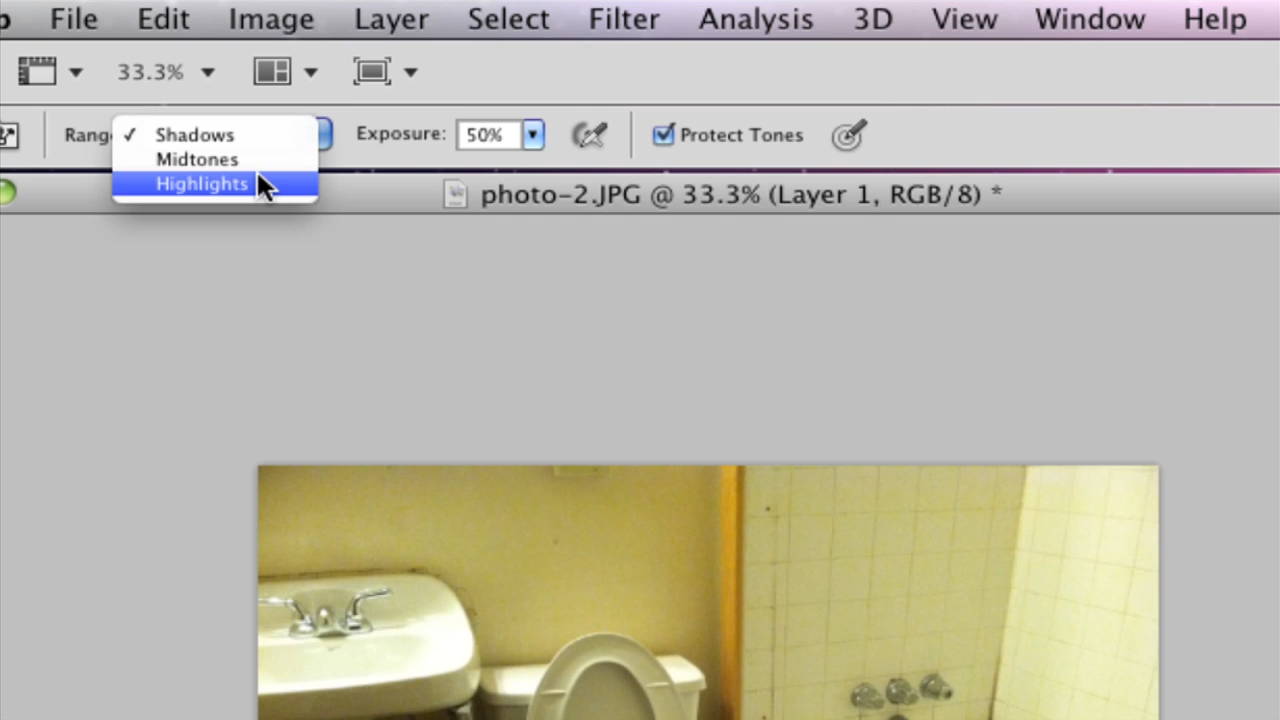 File Edit Image Layer Select Filter Analysis 3D View Window Help
33.3%
Shadows Exposure: 50% Protect Tones
Midtones
Highlights
photo-2.JPG @ 33.3% (Layer 1, RGB/8) *